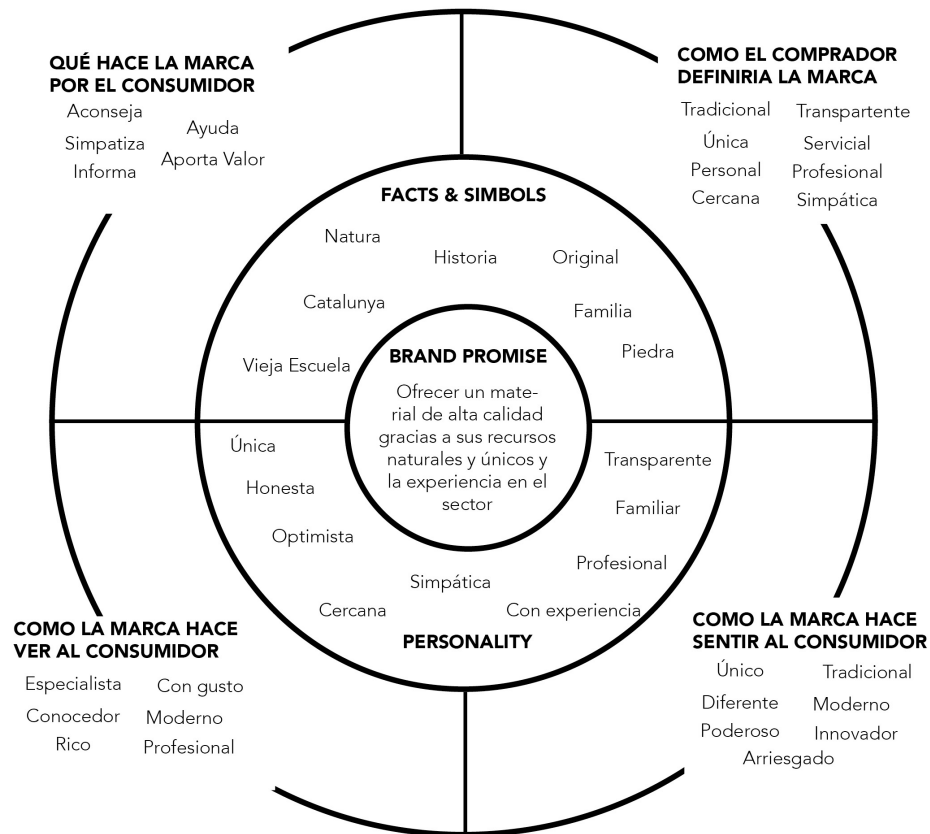 QUÉ HACE LA MARCA
POR EL CONSUMIDOR
Aconseja
Ayuda
Simpatiza
Aporta Valor
Informa
COMO EL COMPRADOR
DEFINIRIA LA MARCA
Tradicional Transpartente
Única Servicial
Personal Profesional
Cercana Simpática
FACTS & SIMBOLS
Natura
Historia
Original
Catalunya
Familia
Piedra
Vieja Escuela
BRAND PROMISE
Ofrecer un mate-
rial de alta calidad
gracias a sus recursos
naturales y únicos y
la experiencia en el
sector
Única
Transparente
Honesta
Familiar
Optimista
Profesional
Simpática
Cercana
Con experiencia
PERSONALITY
COMO LA MARCA HACE
VER AL CONSUMIDOR
Especialista Con gusto
Conocedor Moderno
Rico Profesional
COMO LA MARCA HACE
SENTIR AL CONSUMIDOR
Único Tradicional
Diferente Moderno
Poderoso Innovador
Arriesgado